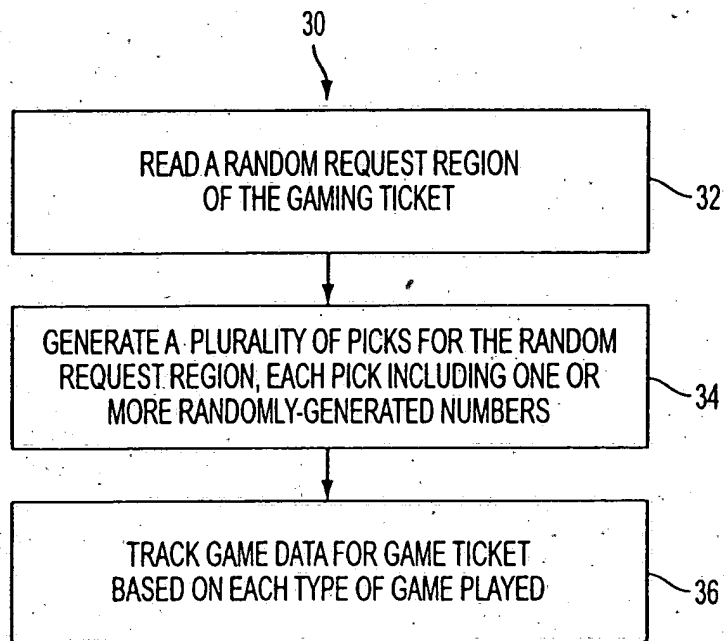 30
READ A RANDOM REQUEST REGION
OF THE GAMING TICKET
32
GENERATE A PLURALITY OF PICKS FOR THE RANDOM
REQUEST REGION, EACH PICK INCLUDING ONE OR
MORE RANDOMLY-GENERATED NUMBERS
34
TRACK GAME DATA FOR GAME TICKET
BASED ON EACH TYPE OF GAME PLAYED
36